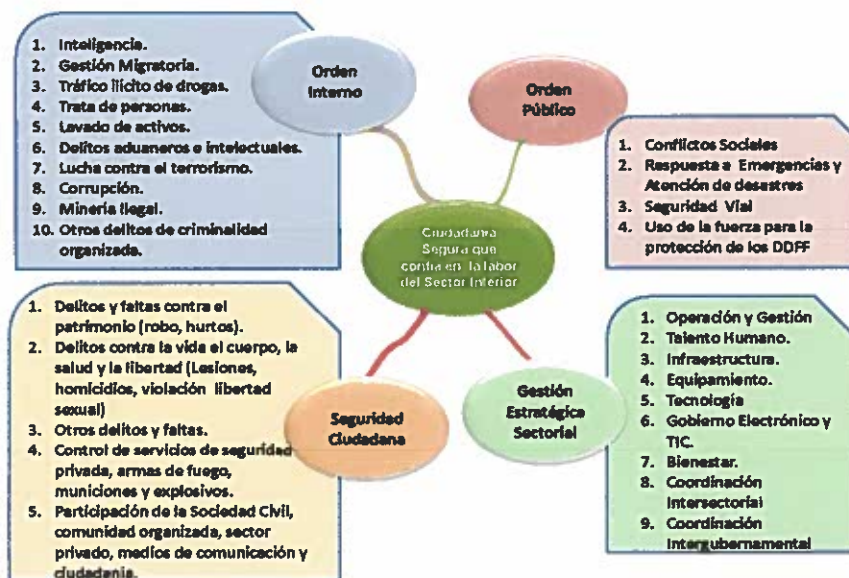 1. Inteligencia.
2. Gestión Migratoria.
3. Tráfico ilícito de drogas.
4. Trata de personas.
5. Lavado de activos.
6. Delitos aduaneros e intelectuales.
7. Lucha contra el terrorismo.
8. Corrupción.
9. Minería Ilegal.
10. Otros delitos de criminalidad
organizada.
Orden
Interno
Orden
Público
1. Conflictos Sociales
2. Respuesta a Emergencias y
Atención de desastres
3. Seguridad Vial
4. Uso de la fuerza para la
protección de los DDFF
Ciudadanía
Segura que
confía en la labor
del Sector Interior
1. Delitos y faltas contra el
patrimonio (robo, hurtos).
2. Delitos contra la vida el cuerpo, la
salud y la libertad (Lesiones,
homicidios, violación libertad
sexual)
3. Otros delitos y faltas.
4. Control de servicios de seguridad
privada, armas de fuego,
municiones y explosivos.
5. Participación de la Sociedad Civil,
comunidad organizada, sector
privado, medios de comunicación y
ciudadanía.
Seguridad
Ciudadana
Gestión
Estratégica
Sectorial
1. Operación y Gestión
2. Talento Humano.
3. Infraestructura.
4. Equipamiento.
5. Tecnología
6. Gobierno Electrónico y
TIC.
7. Bienestar.
8. Coordinación
Intersectorial
9. Coordinación
Intergubernamental